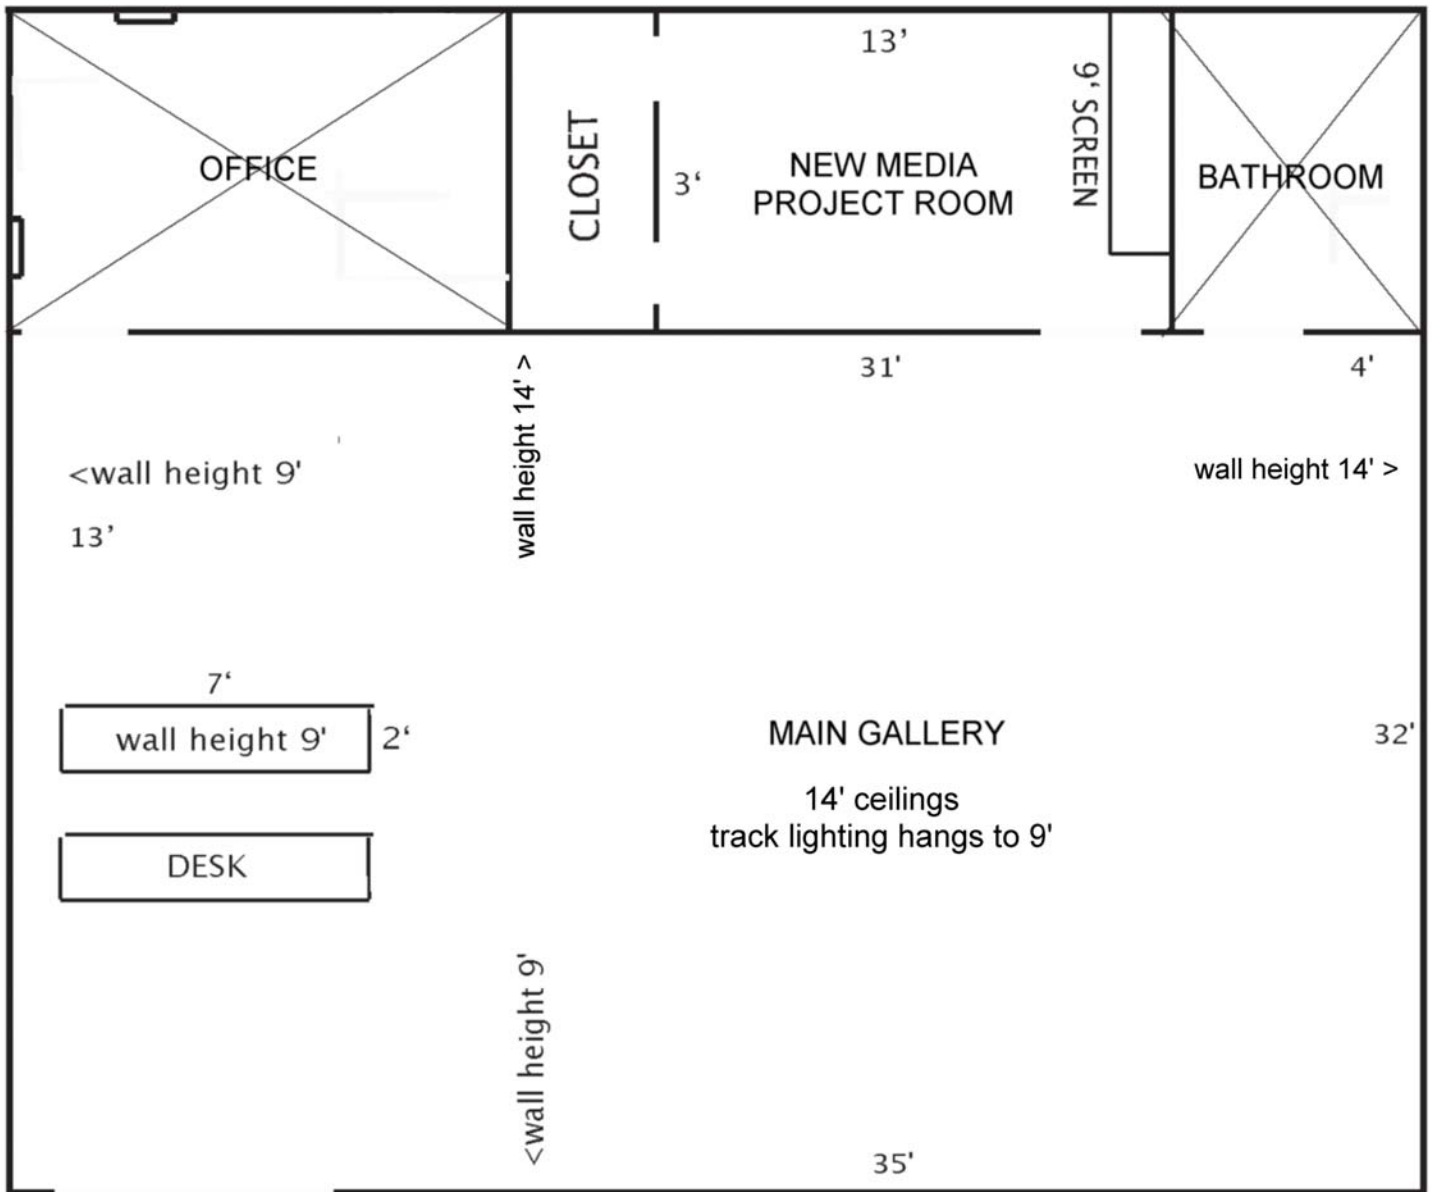 13’
9‘ SCREEN
OFFICE
CLOSET
3‘
NEW MEDIA
PROJECT ROOM
BATHROOM
31'
4'
wall height 14' >
<wall height 9'
wall height 14' >
13’
7‘
wall height 9'
2‘
MAIN GALLERY
32'
14' ceilings
track lighting hangs to 9'
DESK
<wall height 9'
35'